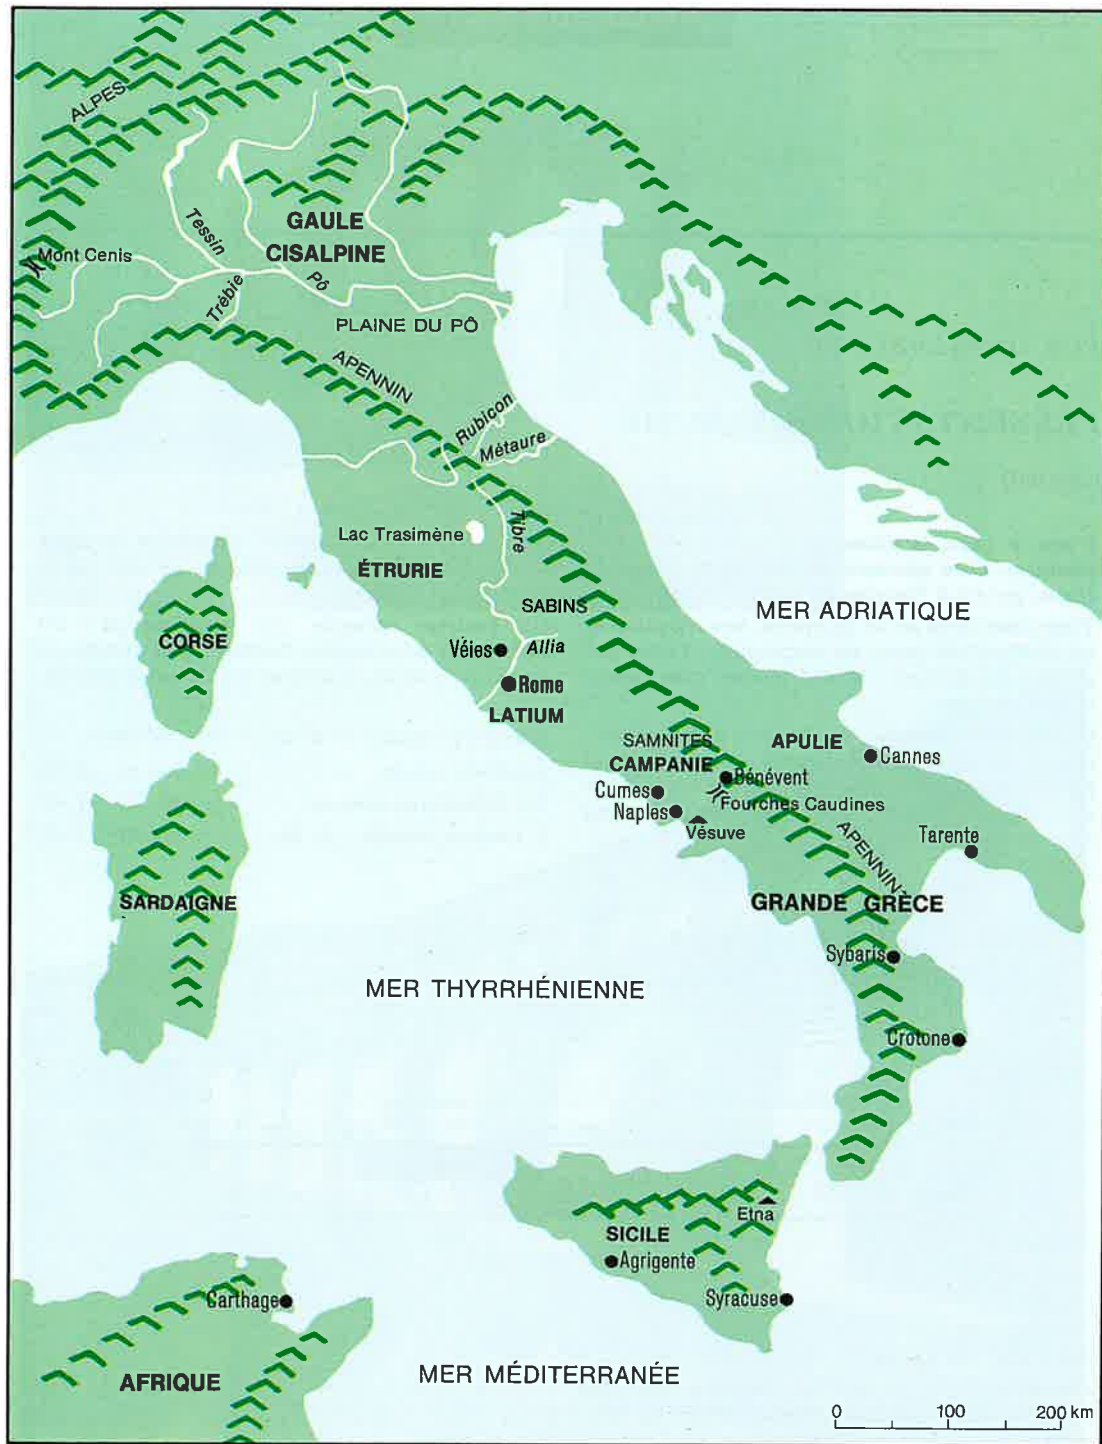 ALPES
GAULE
CISALPINE
Mont Cenis
Tessin
Trébie
Pô
PLAINE DU PÔ
APENNIN
Rubicon
Métaure
Lac Trasimène
Tibre
ÉTRURIE
SABINS
MER ADRIATIQUE
CORSE
Véies
Allia
Rome
LATIUM
SAMNITES
CAMPANIE
APULIE
Cannes
Bénévent
Cumes
Fourches Caudines
Naples
Vésuve
APENNIN
Tarente
SARDAIGNE
GRANDE GRÈCE
Sybaris
MER THYRRHÉNIENNE
Crotone
Etna
SICILE
Agrigente
Carthage
Syracuse
AFRIQUE
MER MÉDITERRANÉE
0 100 200 km